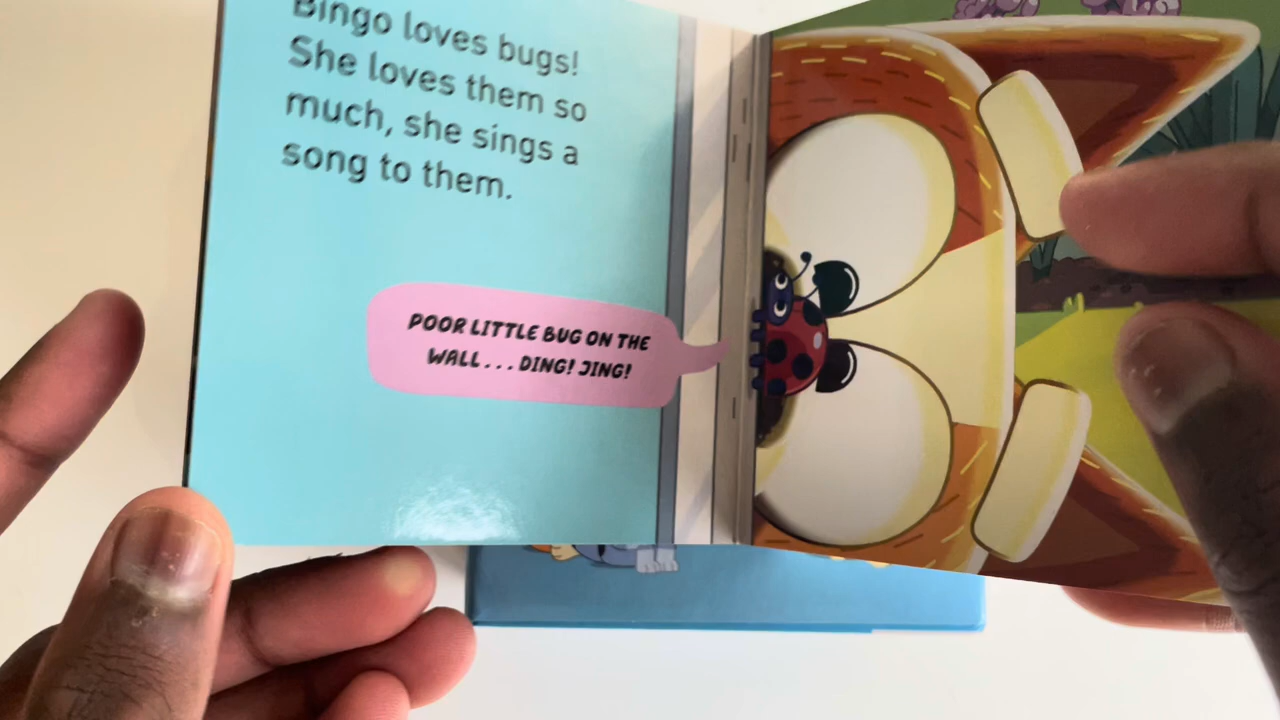 Bingo loves bugs!
She loves them so
much, she sings a
song to them.
POOR LITTLE BUG ON THE
WALL... DING! JING!